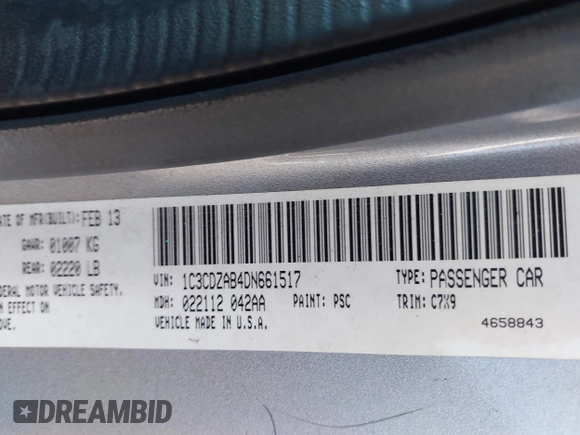 ATE OF MFR(BUILT): FEB 13
GAWR: 01007 KG
REAR: 02220 LB
DERAL MOTOR VEHICLE SAFETY.
N EFFECT ON
OVE.
VIN: 1C3CDZAB4DN661517
TYPE: PASSENGER CAR
MDH: 022112 042AA
PAINT: PSC
TRIM: C7X9
VEHICLE MADE IN U.S.A.
4658843
DREAMBID